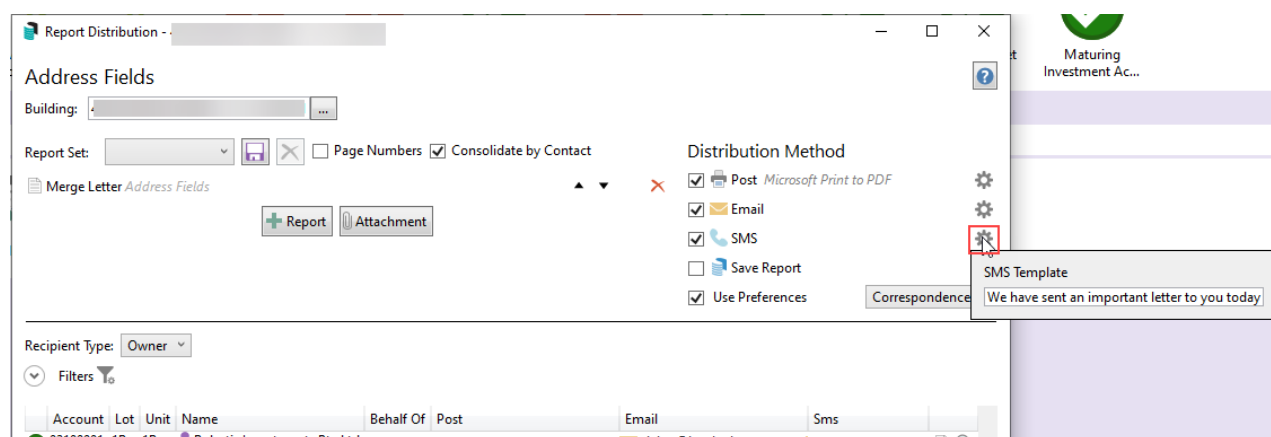 Report Distribution -
Maturing
Investment Ac...
Address Fields
Building:
...
Report Set:
Page Numbers
Consolidate by Contact
Distribution Method
Merge Letter Address Fields
Post Microsoft Print to PDF
+ Report
Attachment
Email
SMS
SMS Template
We have sent an important letter to you today
Save Report
Use Preferences
Correspondence
Recipient Type: Owner
Filters
Account Lot Unit Name Behalf Of Post Email Sms